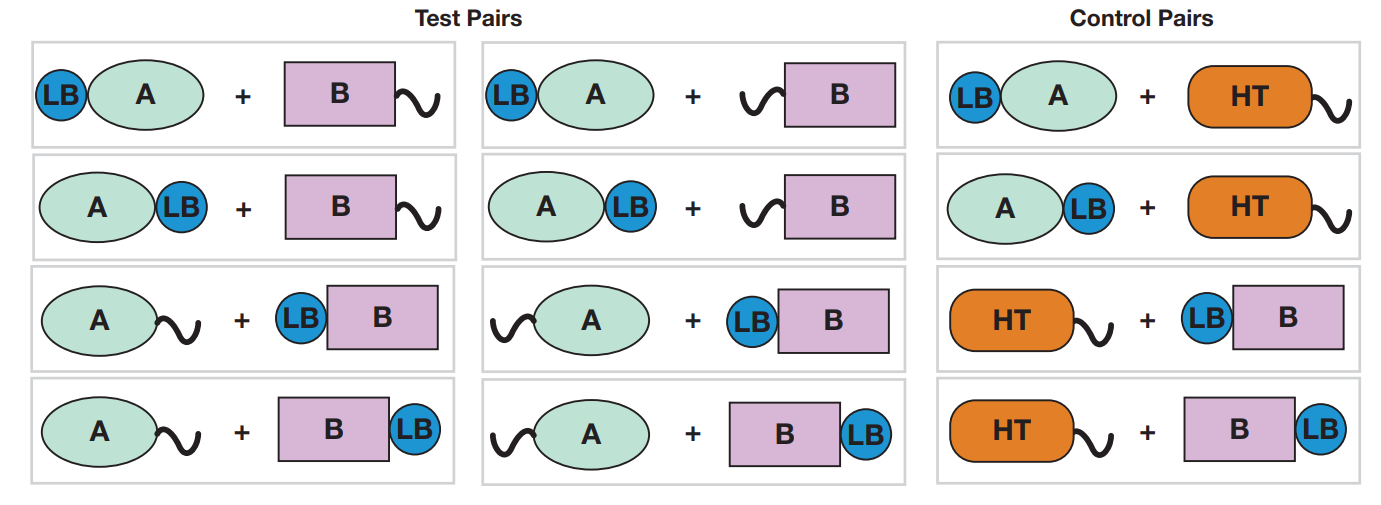 Test Pairs Control Pairs
LB A + B LB A + B LB A + HT
A LB + B A LB + B A LB + HT
A + LB B A + LB B HT + LB B
A + B LB A + B LB HT + B LB